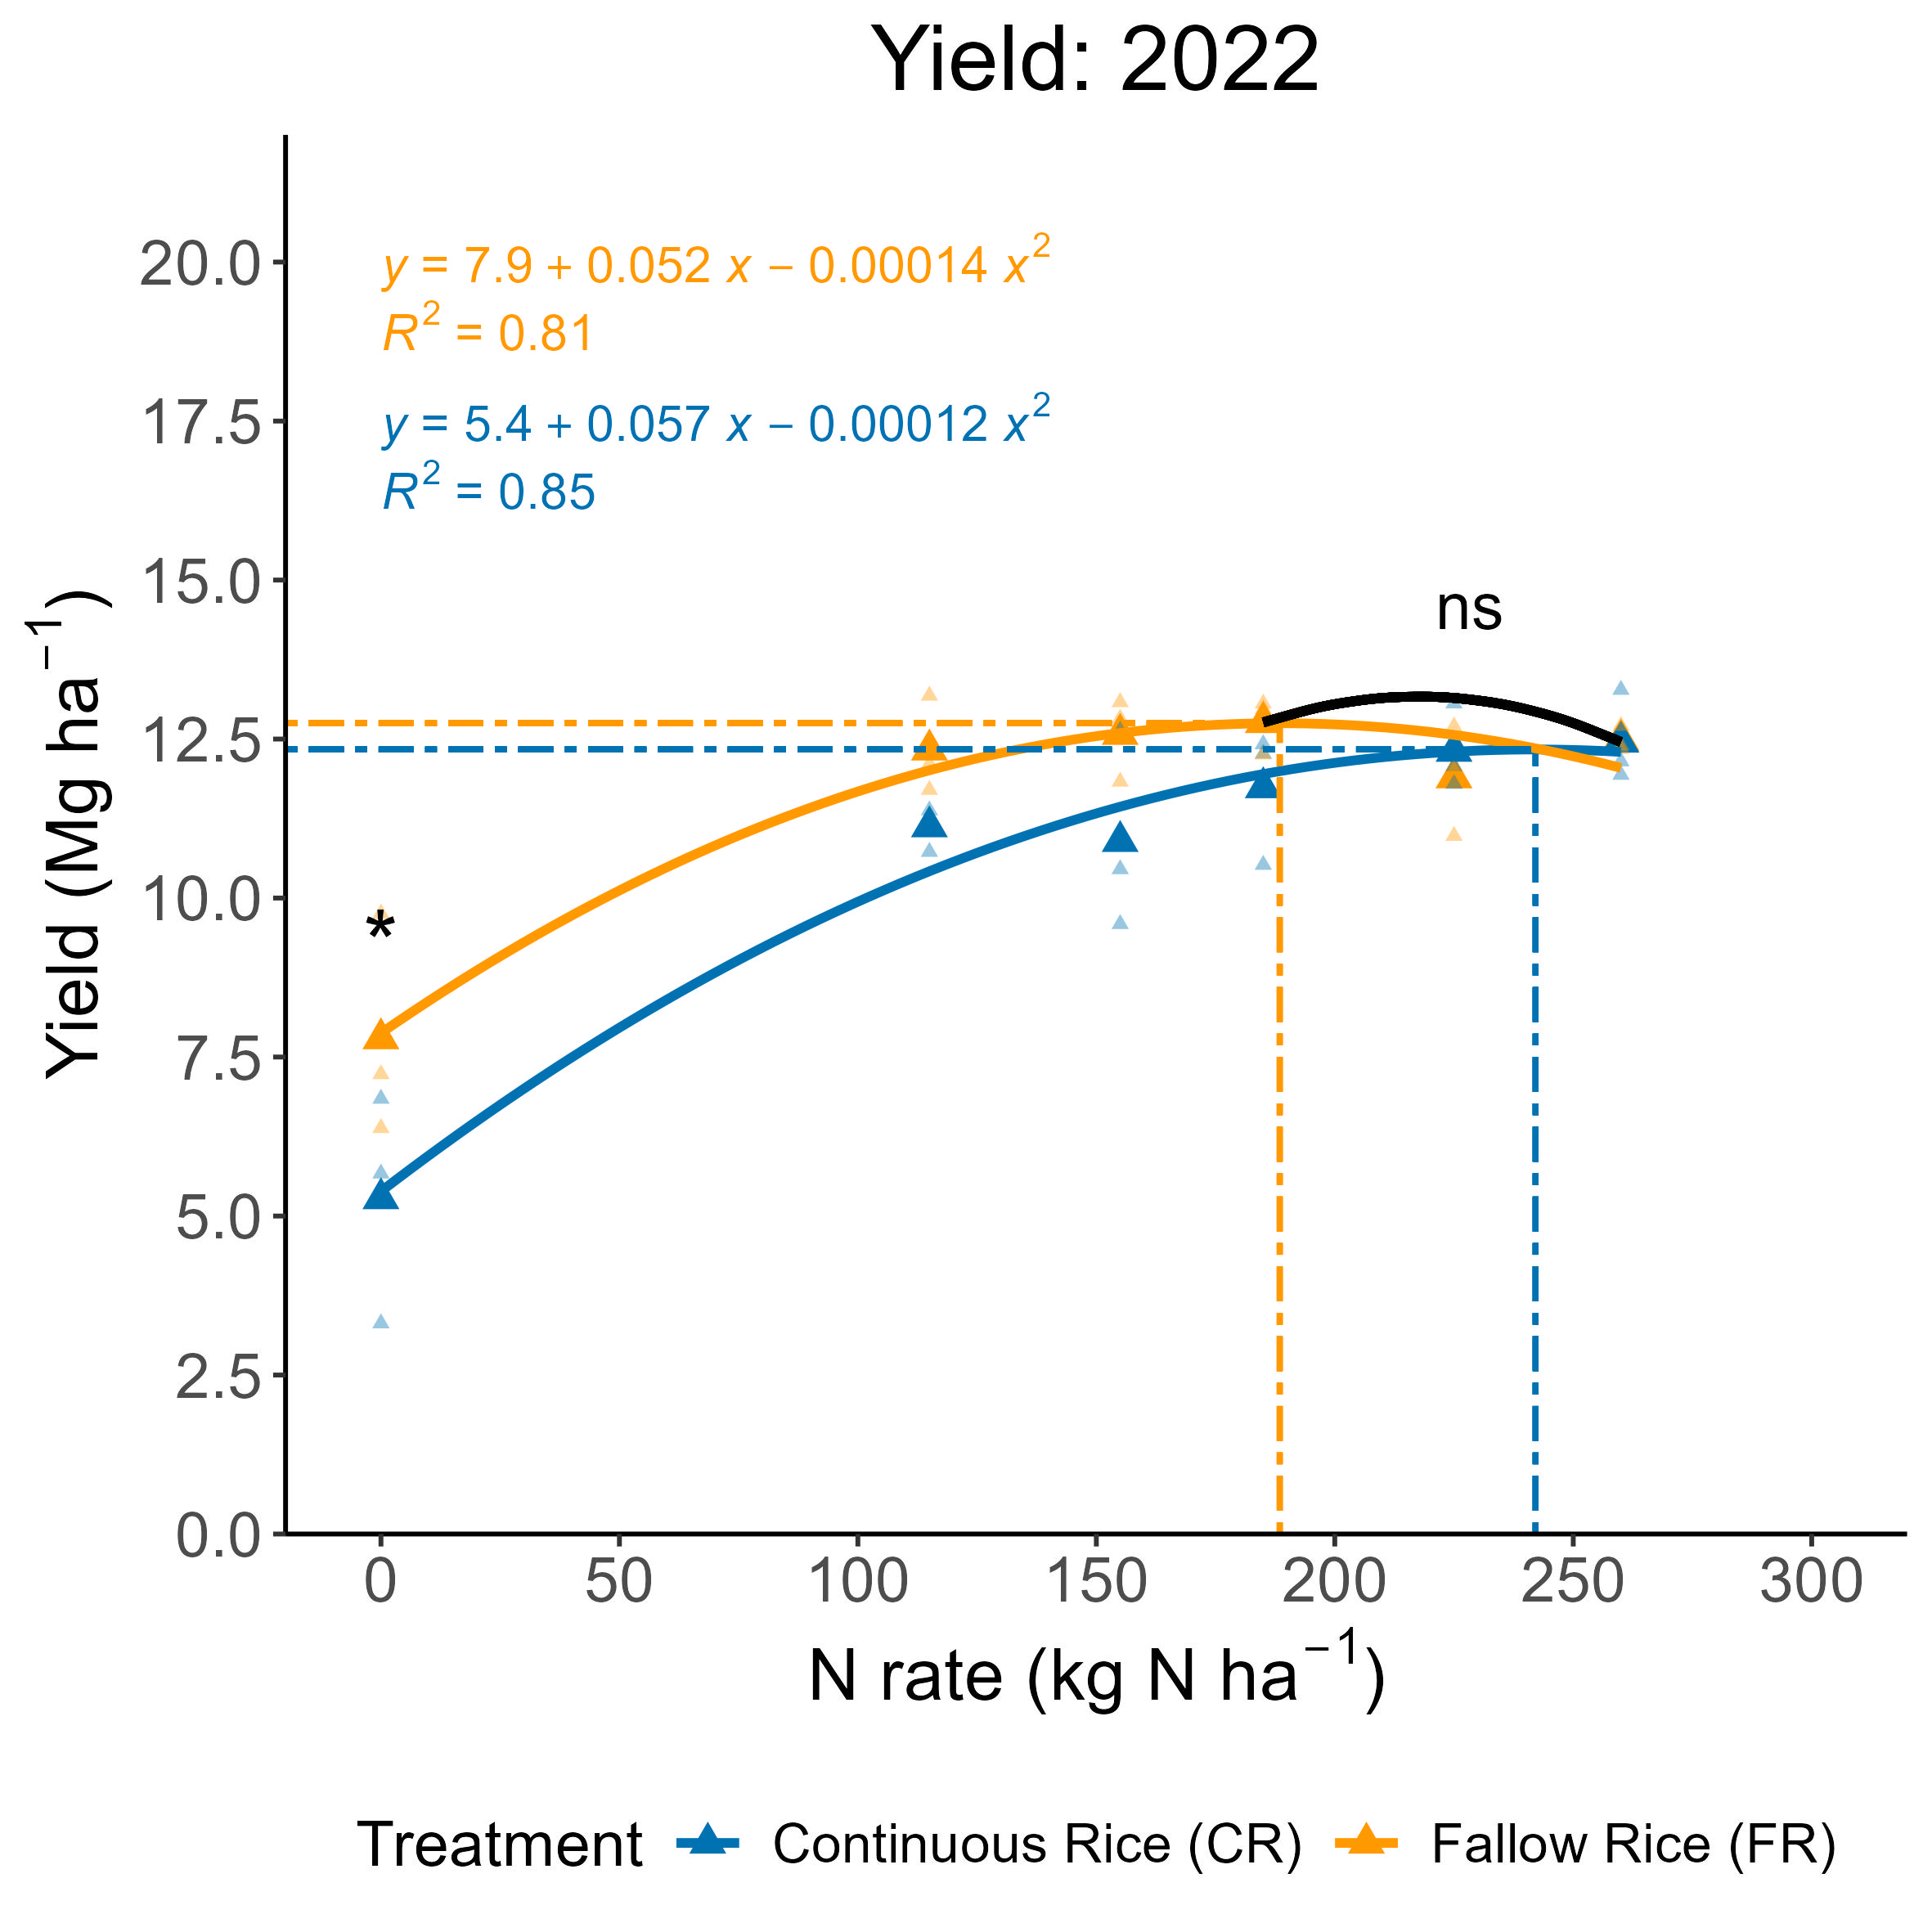 Yield: 2022
y = 7.9 + 0.052 x − 0.00014 x²
R² = 0.81
y = 5.4 + 0.057 x − 0.00012 x²
R² = 0.85
20.0
17.5
15.0
12.5
10.0
7.5
5.0
2.5
0.0
ns
*
Yield (Mg ha⁻¹)
0 50 100 150 200 250 300
N rate (kg N ha⁻¹)
Treatment Continuous Rice (CR) Fallow Rice (FR)